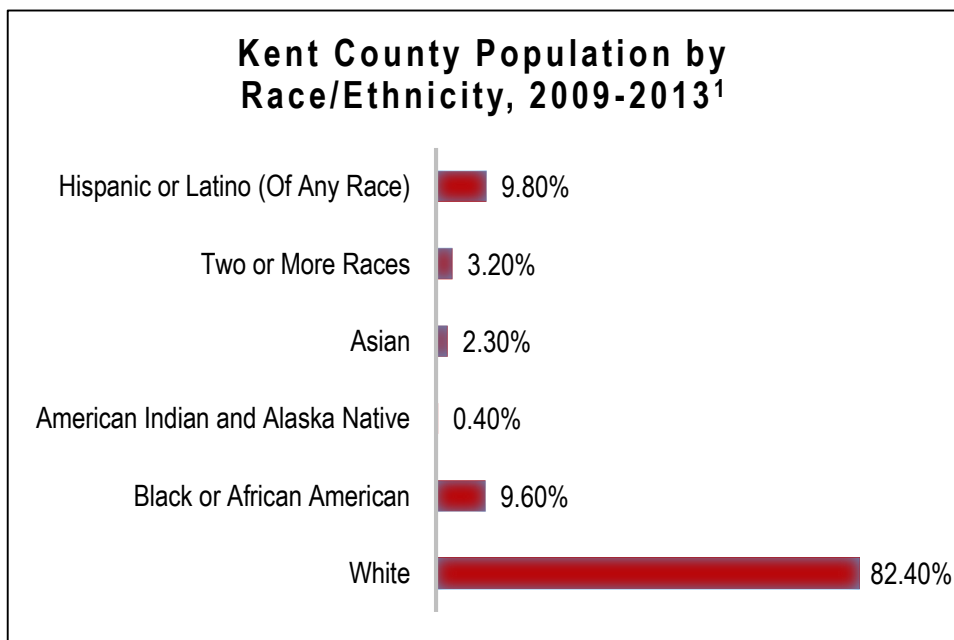 Kent County Population by
Race/Ethnicity, 2009-2013¹
Hispanic or Latino (Of Any Race) 9.80%
Two or More Races 3.20%
Asian 2.30%
American Indian and Alaska Native 0.40%
Black or African American 9.60%
White 82.40%